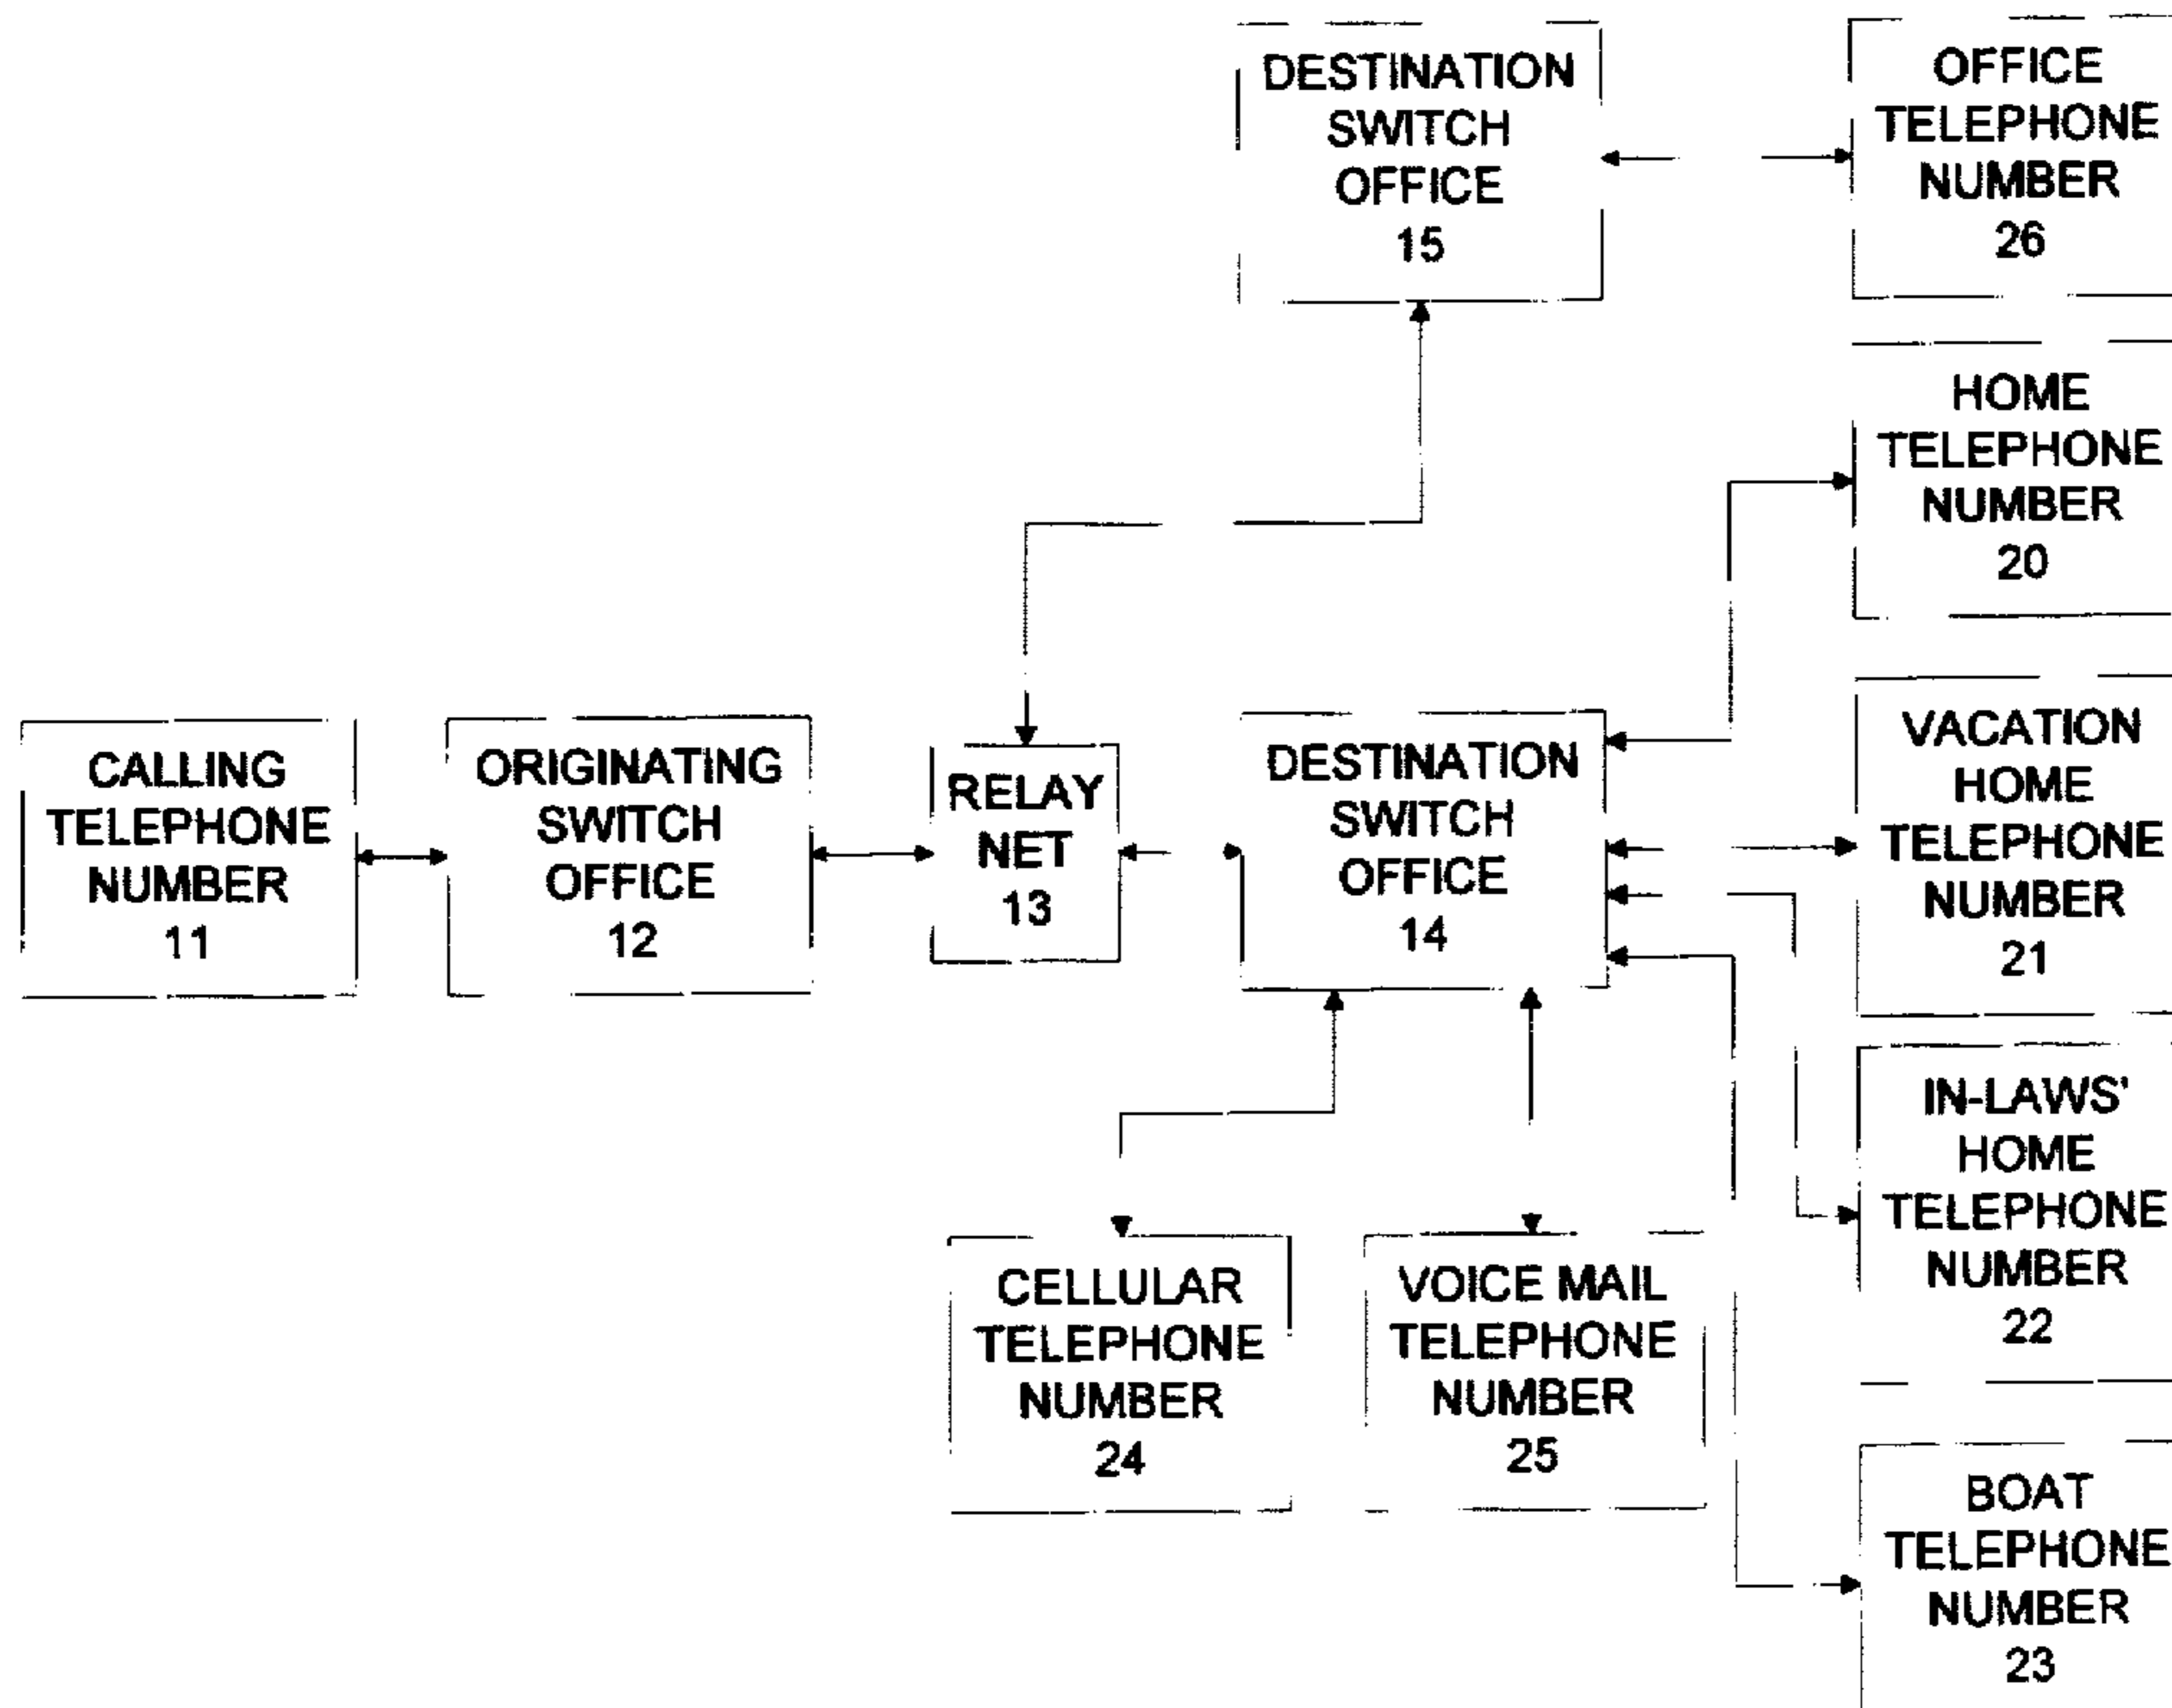 DESTINATION
SWITCH
OFFICE
15
OFFICE
TELEPHONE
NUMBER
26
HOME
TELEPHONE
NUMBER
20
CALLING
TELEPHONE
NUMBER
11
ORIGINATING
SWITCH
OFFICE
12
RELAY
NET
13
DESTINATION
SWITCH
OFFICE
14
VACATION
HOME
TELEPHONE
NUMBER
21
IN-LAWS'
HOME
TELEPHONE
NUMBER
22
CELLULAR
TELEPHONE
NUMBER
24
VOICE MAIL
TELEPHONE
NUMBER
25
BOAT
TELEPHONE
NUMBER
23